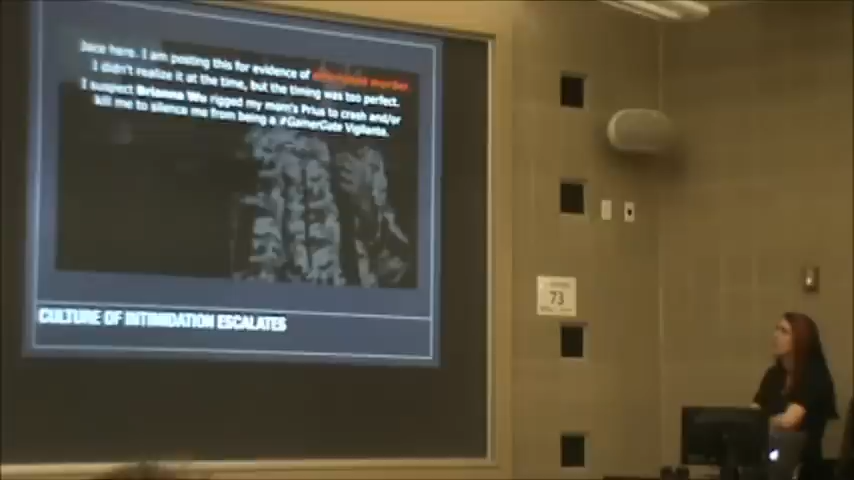 Jace here. I am posting this for evidence of attempted murder
I didn't realize it at the time, but the timing was too perfect.
I suspect Brianna Wu rigged my mom's Prius to crash and/or
kill me to silence me from being a #GamerGate Vigilante.
CULTURE OF INTIMIDATION ESCALATES
73